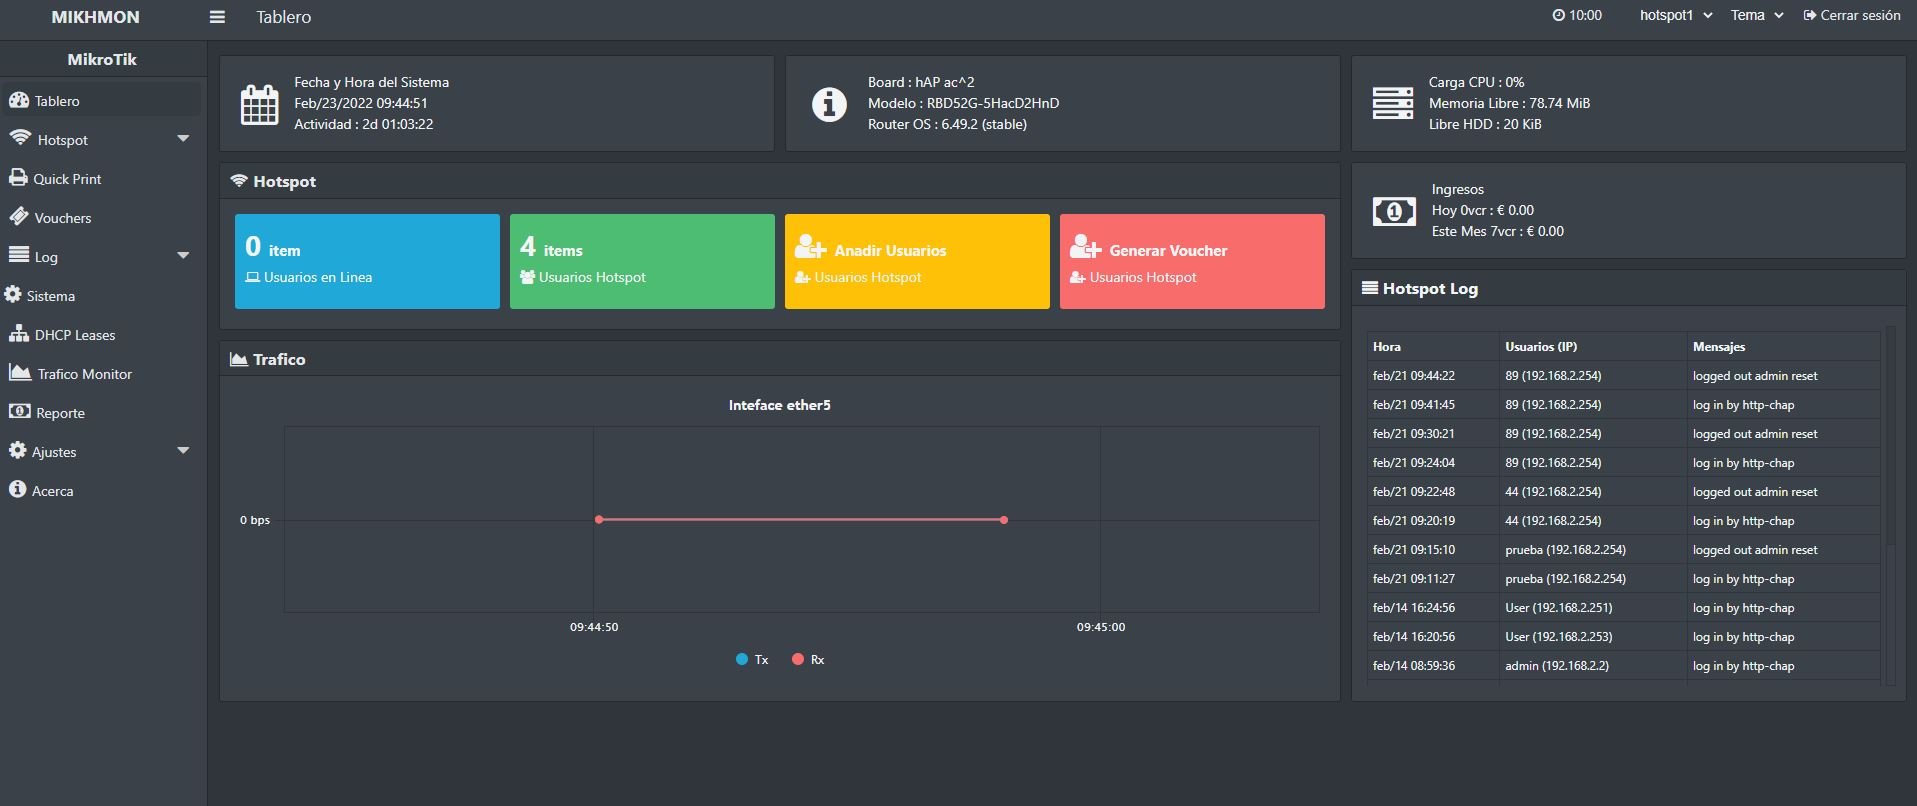 MIKHMON
Tablero
10:00
hotspot1
Tema
Cerrar sesión
MikroTik
Tablero
Hotspot
Quick Print
Vouchers
Log
Sistema
DHCP Leases
Trafico Monitor
Reporte
Ajustes
Acerca
Fecha y Hora del Sistema
Feb/23/2022 09:44:51
Actividad : 2d 01:03:22
Board : hAP ac^2
Modelo : RBD52G-5HacD2HnD
Router OS : 6.49.2 (stable)
Carga CPU : 0%
Memoria Libre : 78.74 MiB
Libre HDD : 20 KiB
Hotspot
0 item
Usuarios en Linea
4 items
Usuarios Hotspot
Anadir Usuarios
Usuarios Hotspot
Generar Voucher
Usuarios Hotspot
Ingresos
Hoy 0vcr : € 0.00
Este Mes 7vcr : € 0.00
Trafico
Inteface ether5
0 bps
09:44:50 09:45:00
Tx Rx
Hotspot Log
Hora Usuarios (IP) Mensajes
feb/21 09:44:22 89 (192.168.2.254) logged out admin reset
feb/21 09:41:45 89 (192.168.2.254) log in by http-chap
feb/21 09:30:21 89 (192.168.2.254) logged out admin reset
feb/21 09:24:04 89 (192.168.2.254) log in by http-chap
feb/21 09:22:48 44 (192.168.2.254) logged out admin reset
feb/21 09:20:19 44 (192.168.2.254) log in by http-chap
feb/21 09:15:10 prueba (192.168.2.254) logged out admin reset
feb/21 09:11:27 prueba (192.168.2.254) log in by http-chap
feb/14 16:24:56 User (192.168.2.251) log in by http-chap
feb/14 16:20:56 User (192.168.2.253) log in by http-chap
feb/14 08:59:36 admin (192.168.2.2) log in by http-chap